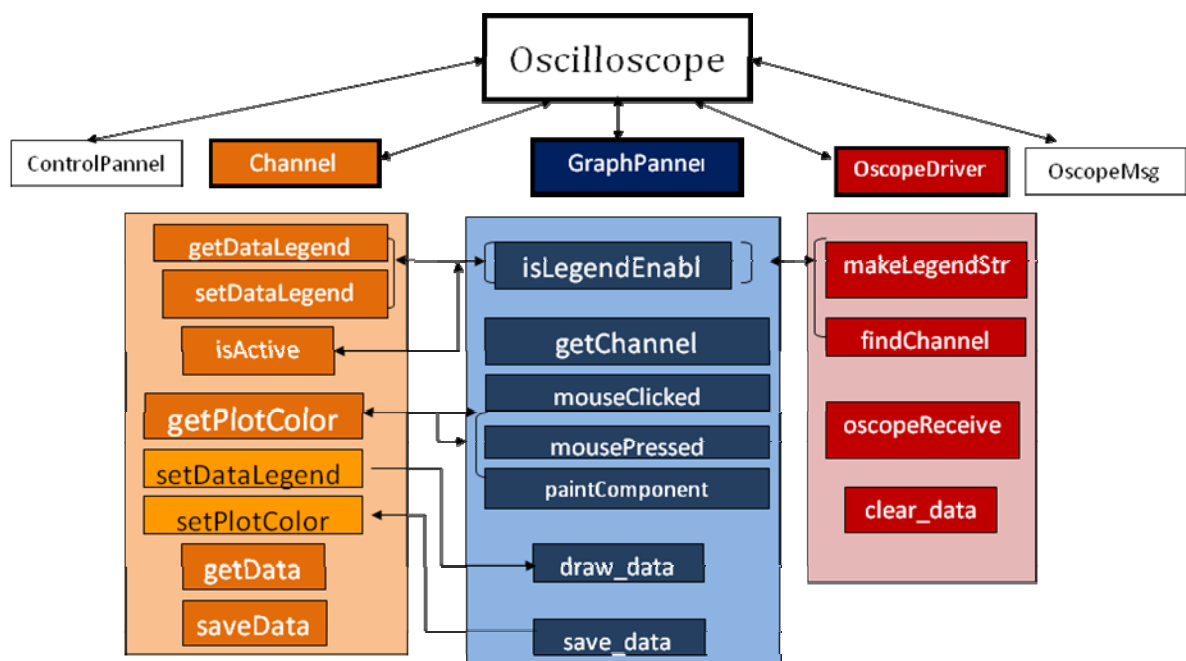 Oscilloscope
ControlPannel
Channel
GraphPanner
OscopeDriver
OscopeMsg
getDataLegend
setDataLegend
isActive
getPlotColor
setDataLegend
setPlotColor
getData
saveData
isLegendEnabl
getChannel
mouseClicked
mousePressed
paintComponent
draw_data
save_data
makeLegendStr
findChannel
oscopeReceive
clear_data